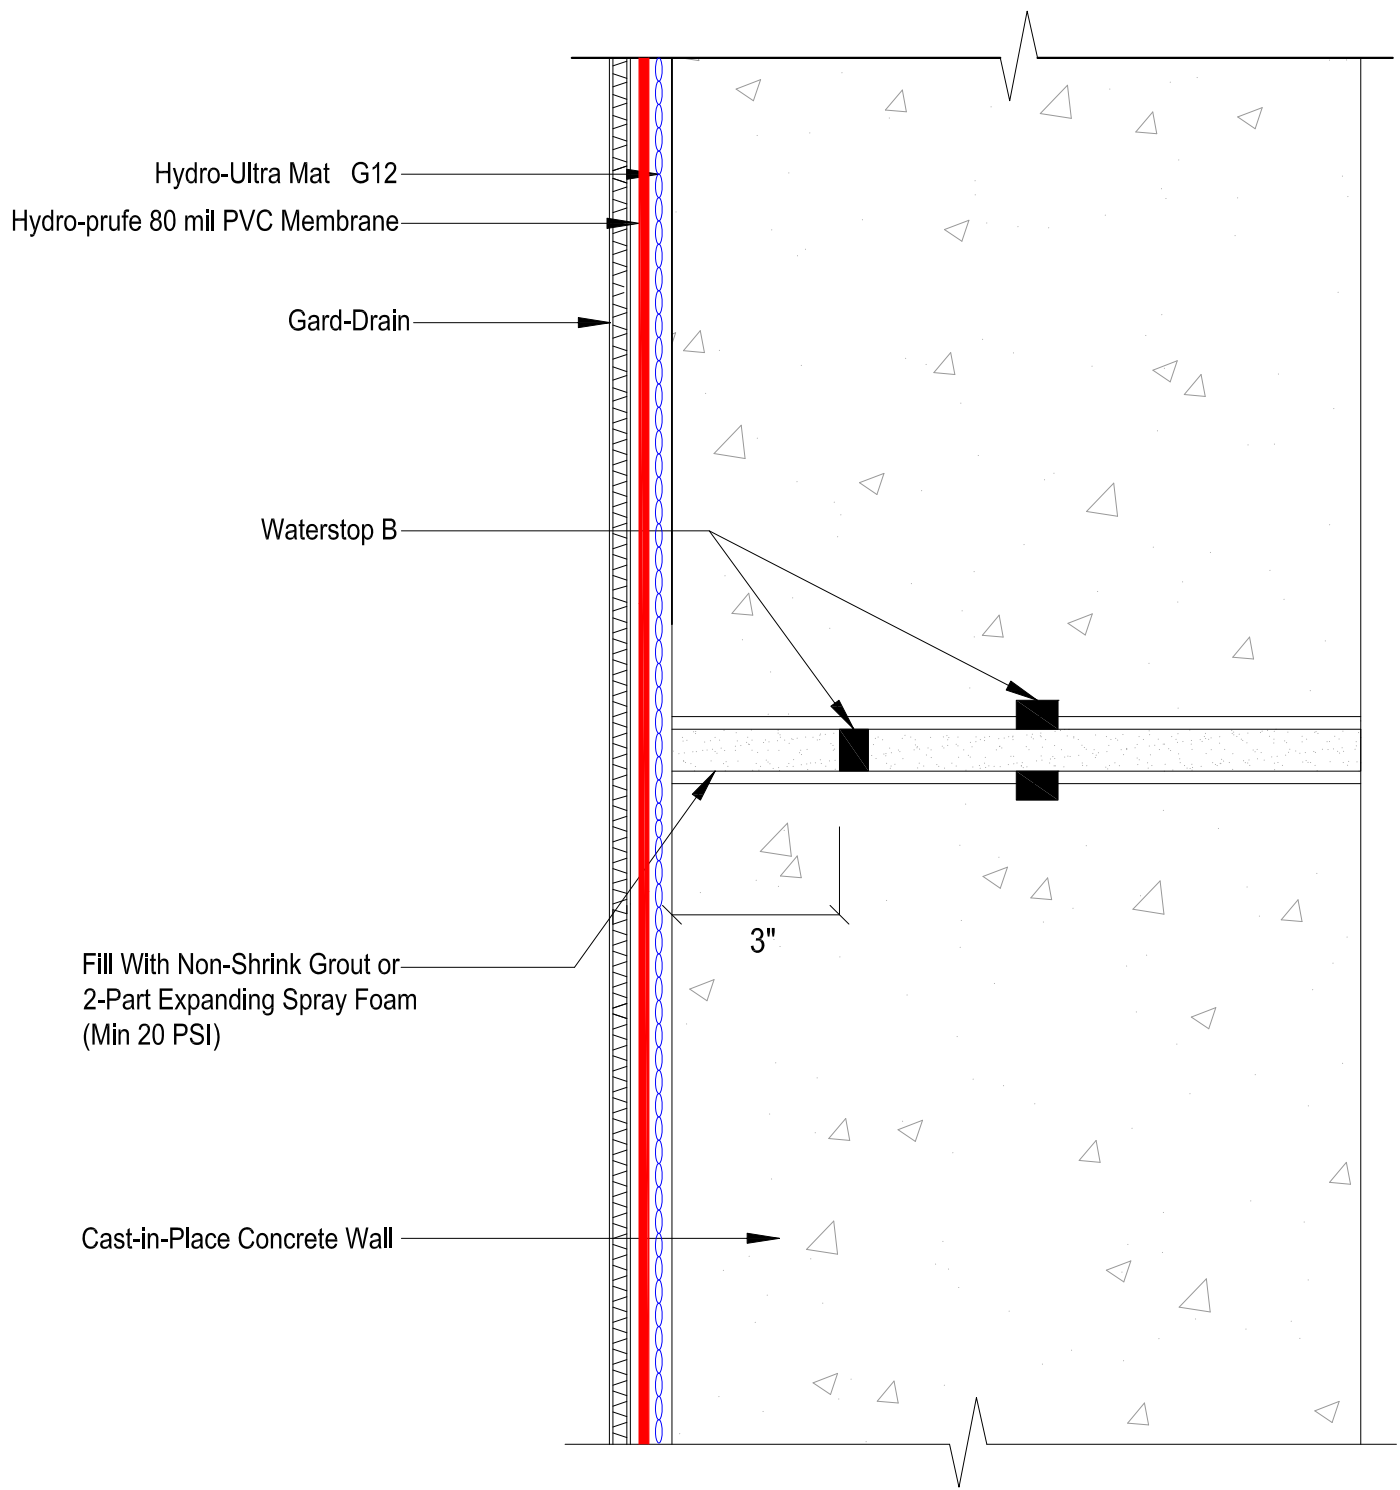 Hydro-Ultra Mat G12
Hydro-prufe 80 mil PVC Membrane
Gard-Drain
Waterstop B
3"
Fill With Non-Shrink Grout or
2-Part Expanding Spray Foam
(Min 20 PSI)
Cast-in-Place Concrete Wall